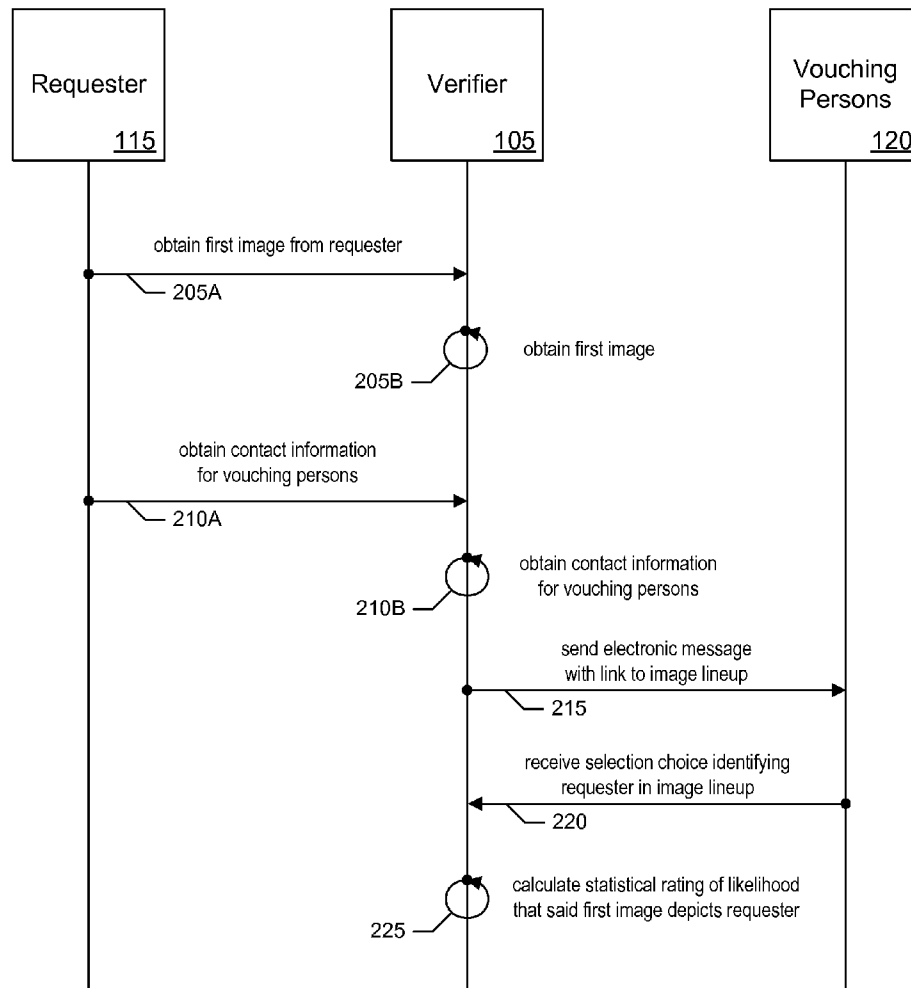 Requester
115
Verifier
105
Vouching
Persons
120
obtain first image from requester
205A
obtain first image
205B
obtain contact information
for vouching persons
210A
obtain contact information
for vouching persons
210B
send electronic message
with link to image lineup
215
receive selection choice identifying
requester in image lineup
220
calculate statistical rating of likelihood
that said first image depicts requester
225